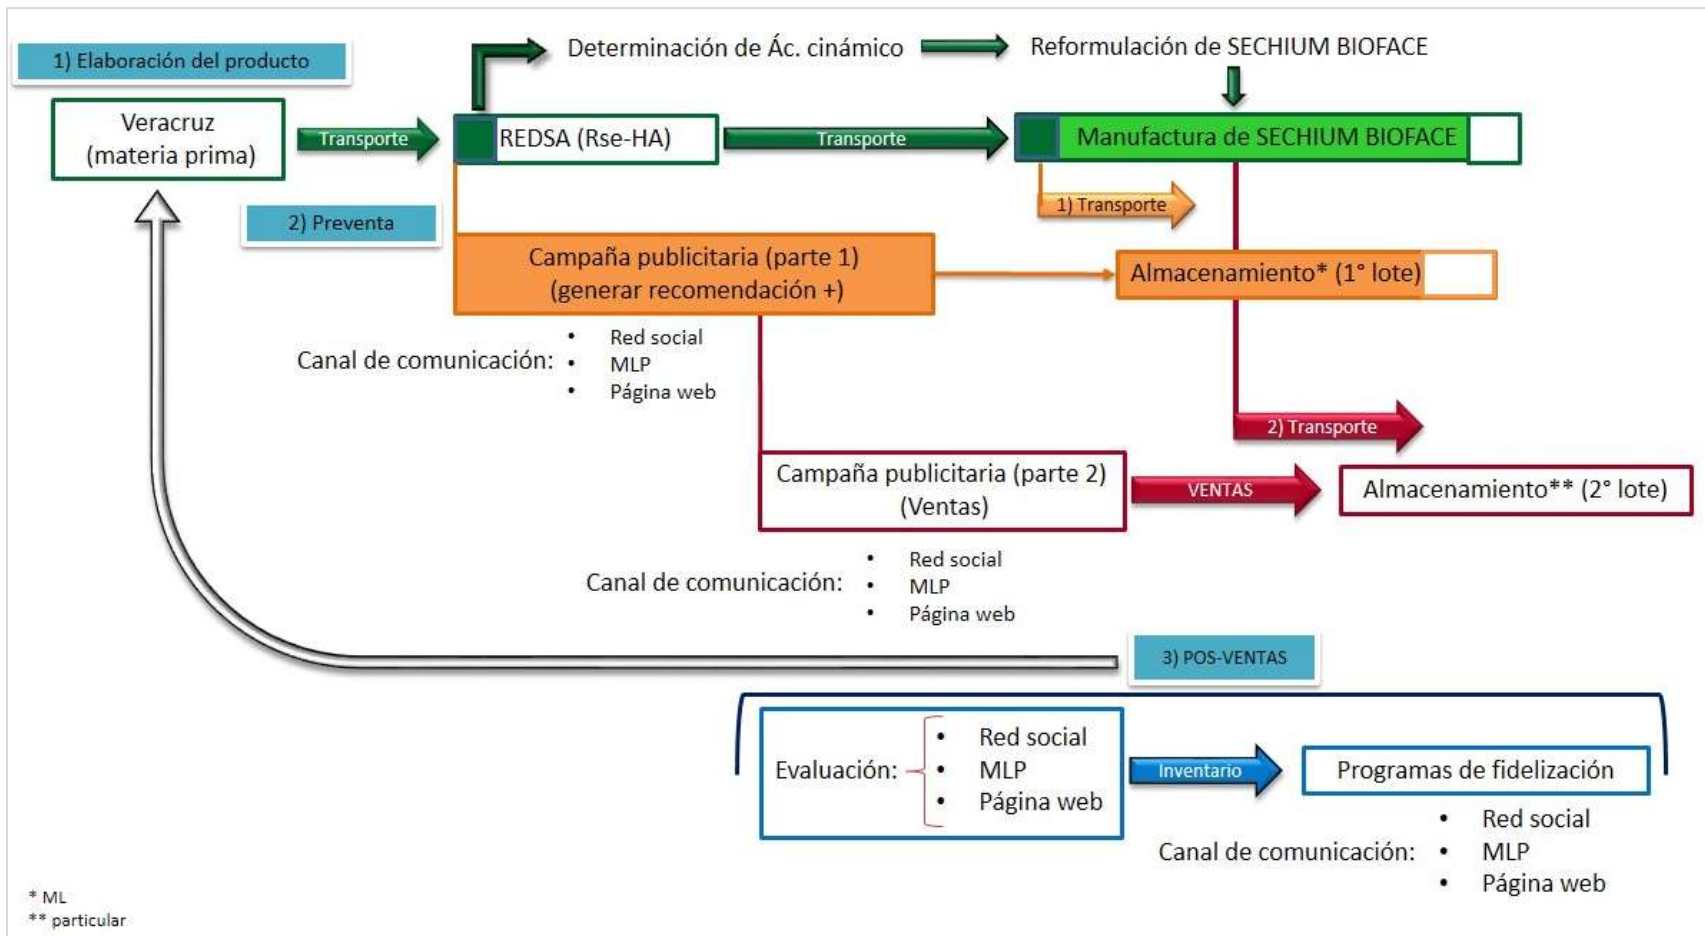 1) Elaboración del producto
Determinación de Ác. cinámico
Reformulación de SECHIUM BIOFACE
Veracruz
(materia prima)
Transporte
REDSA (Rse-HA)
Transporte
Manufactura de SECHIUM BIOFACE
2) Preventa
1) Transporte
Campaña publicitaria (parte 1)
(generar recomendación +)
Almacenamiento* (1° lote)
Canal de comunicación:
• Red social
• MLP
• Página web
2) Transporte
Campaña publicitaria (parte 2)
(Ventas)
VENTAS
Almacenamiento** (2° lote)
Canal de comunicación:
• Red social
• MLP
• Página web
3) POS-VENTAS
Evaluación:
• Red social
• MLP
• Página web
Inventario
Programas de fidelización
Canal de comunicación:
• Red social
• MLP
• Página web
* ML
** particular